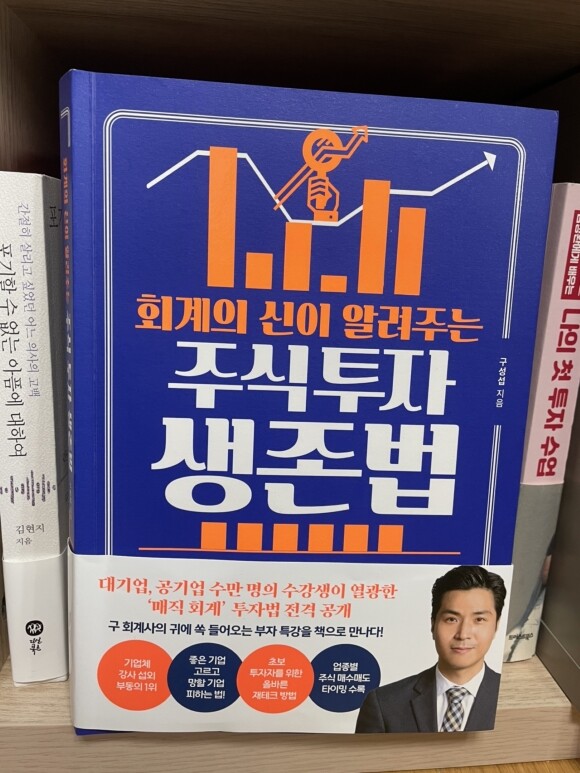 회계의 신이 알려주는
주식투자
생존법
구성섭 지음
대기업, 공기업 수만 명의 수강생이 열광한
‘매직 회계’ 투자법 전격 공개
구 회계사의 귀에 쏙 들어오는 부자 특강을 책으로 만나다!
기업체
강사 섭외
부동의 1위
좋은 기업
고르고
망할 기업
피하는 법!
초보
투자자를 위한
올바른
재테크 방법
업종별
주식 매수매도
타이밍 수록
간절히 살리고 싶었던 어느 의사의 고백
포기할 수 없는 아픔에 대하여
김현지
지음
나의 첫 투자 수업